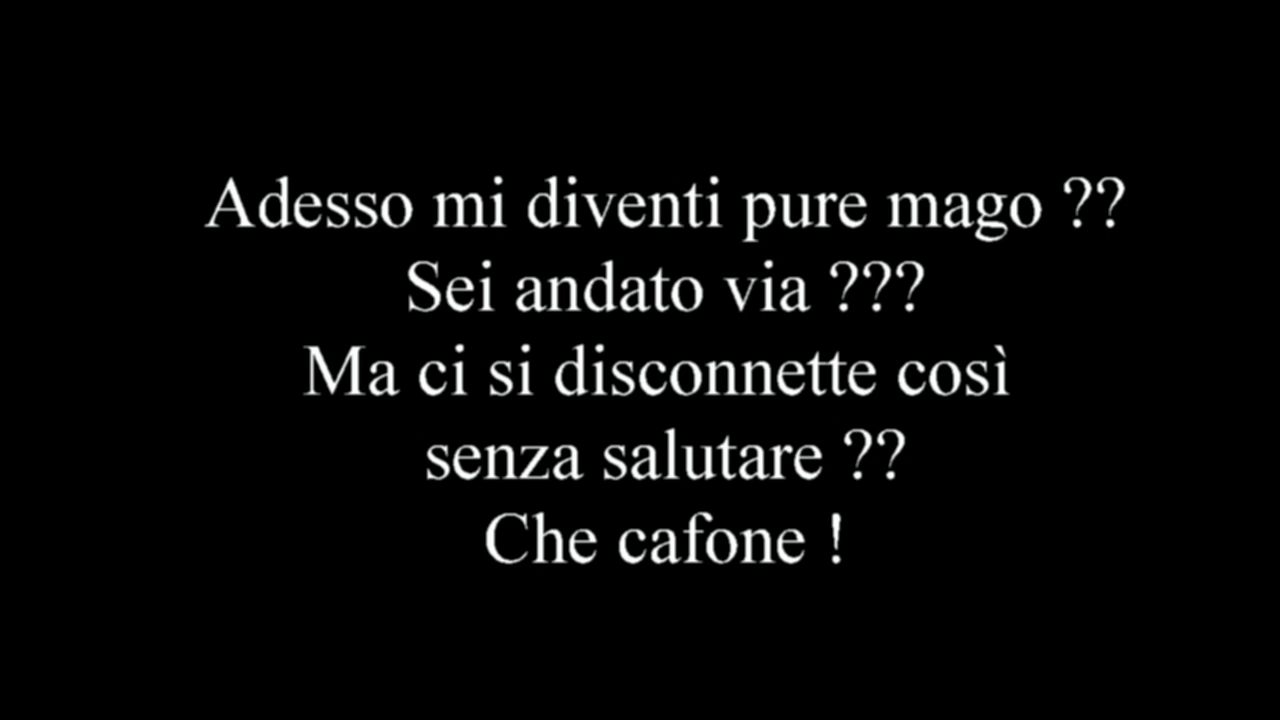 Adesso mi diventi pure mago ??
Sei andato via ???
Ma ci si disconnette così
senza salutare ??
Che cafone !